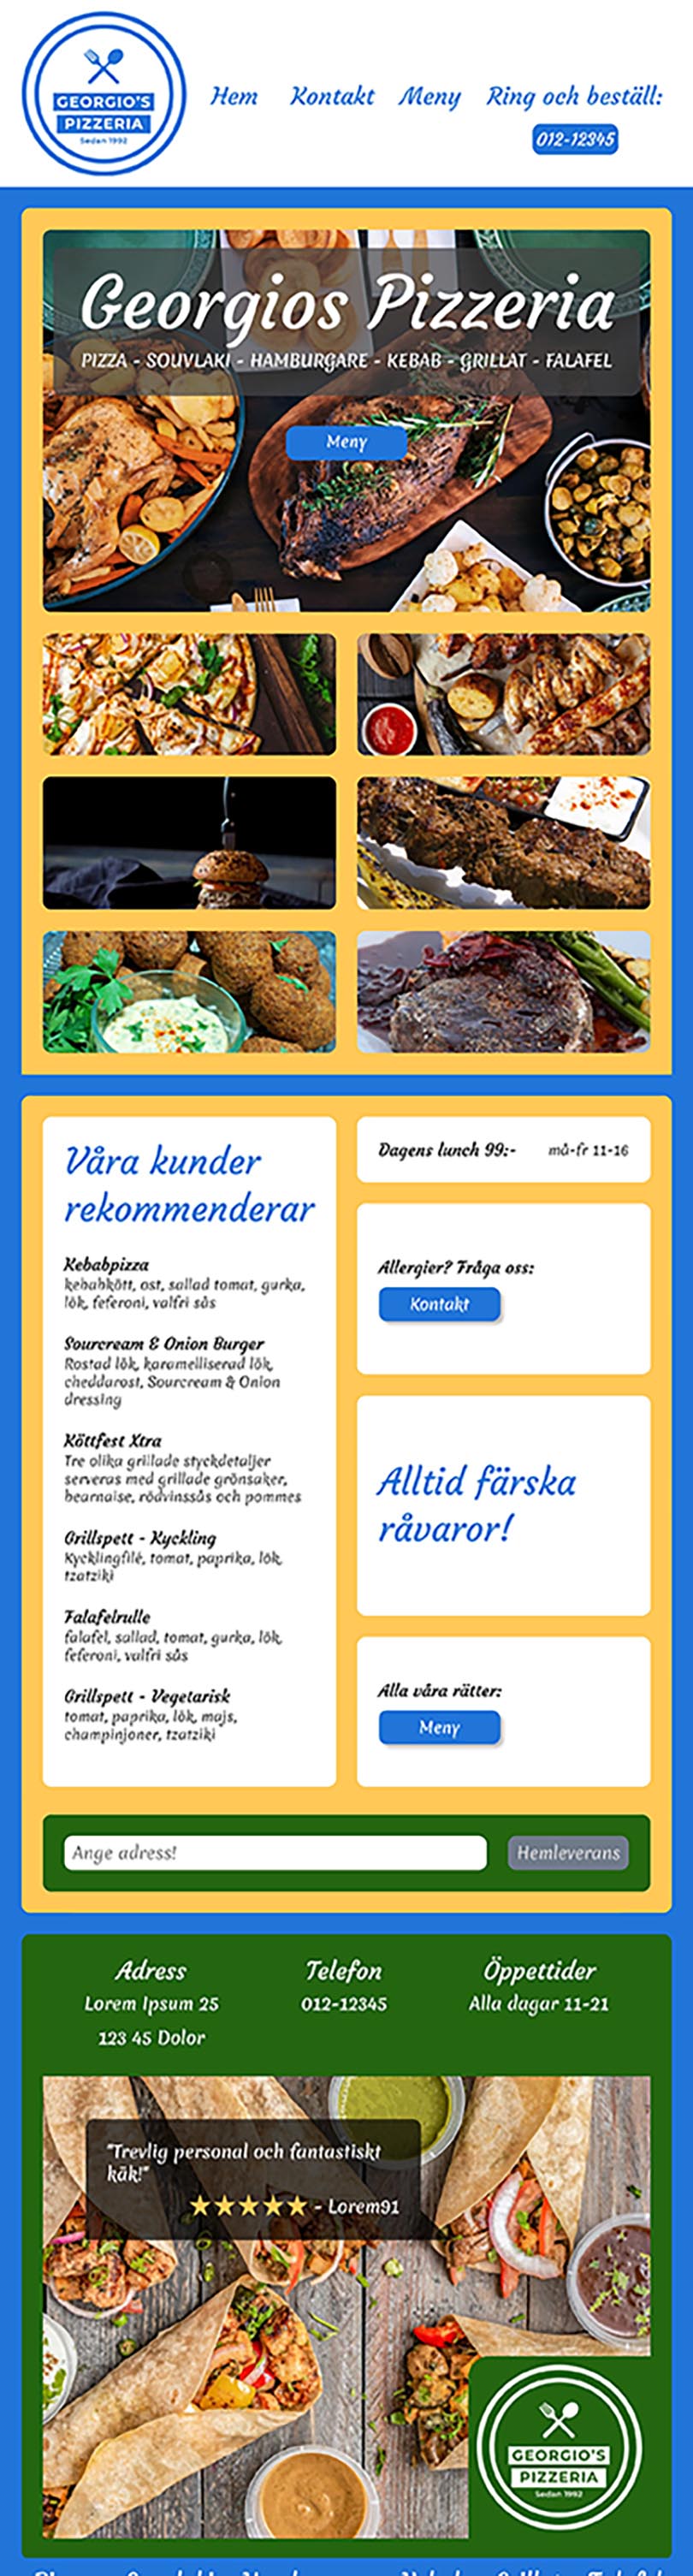 GEORGIO'S
PIZZERIA
Sedan 1992
Hem Kontakt Meny Ring och beställ:
012-12345
Georgios Pizzeria
PIZZA - SOUVLAKI - HAMBURGARE - KEBAB - GRILLAT - FALAFEL
Meny
Våra kunder
rekommenderar
Kebabpizza
kebabkött, ost, sallad tomat, gurka,
lök, feferoni, valfri sås
Sourcream & Onion Burger
Rostad lök, karamelliserad lök,
cheddarost, Sourcream & Onion
dressing
Köttfest Xtra
Tre olika grillade styckdetaljer
serveras med grillade grönsaker,
bearnaise, rödvinssås och pommes
Grillspett - Kyckling
Kycklingfilé, tomat, paprika, lök,
tzatziki
Falafelrulle
falafel, sallad, tomat, gurka, lök,
feferoni, valfri sås
Grillspett - Vegetarisk
tomat, paprika, lök, majs,
champinjoner, tzatziki
Dagens lunch 99:- må-fr 11-16
Allergier? Fråga oss:
Kontakt
Alltid färska
råvaror!
Alla våra rätter:
Meny
Ange adress! Hemleverans
Adress
Lorem Ipsum 25
123 45 Dolor
Telefon
012-12345
Öppettider
Alla dagar 11-21
"Trevlig personal och fantastiskt
käk!"
★★★★★ - Lorem91
GEORGIO'S
PIZZERIA
Sedan 1992